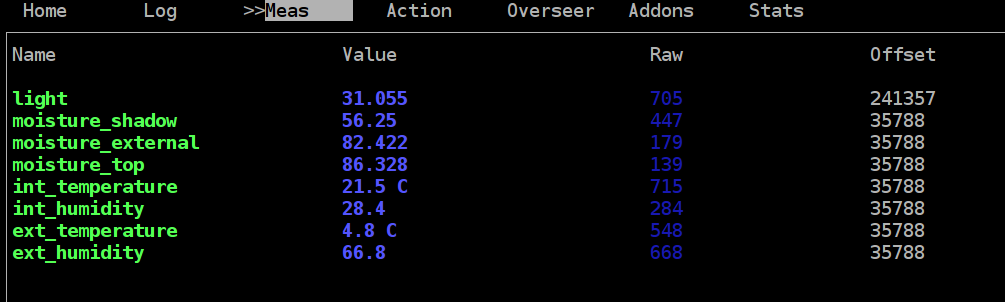 Home Log >>Meas Action Overseer Addons Stats
Name Value Raw Offset
light 31.055 705 241357
moisture_shadow 56.25 447 35788
moisture_external 82.422 179 35788
moisture_top 86.328 139 35788
int_temperature 21.5 C 715 35788
int_humidity 28.4 284 35788
ext_temperature 4.8 C 548 35788
ext_humidity 66.8 668 35788